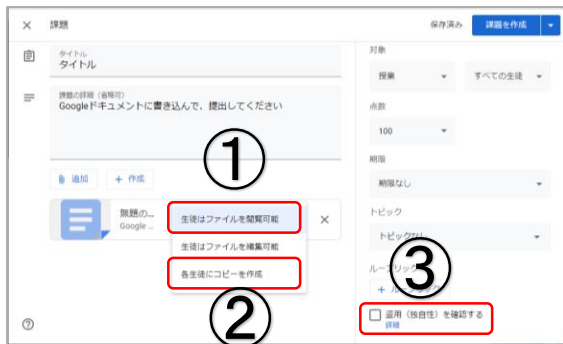 課題
保存済み
課題を作成
タイトル
タイトル
課題の詳細（省略可）
Googleドキュメントに書き込んで、提出してください
追加
+ 作成
①
無題の...
Google ...
生徒はファイルを閲覧可能
生徒はファイルを編集可能
各生徒にコピーを作成
②
対象
授業
すべての生徒
点数
100
期限
期限なし
トピック
トピックなし
ルーブリック
+ ル
③
盗用（独自性）を確認する
詳細